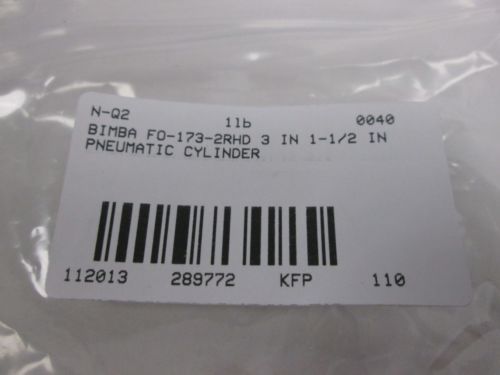 N-Q2 1lb 0040
BIMBA FO-173-2RHD 3 IN 1-1/2 IN
PNEUMATIC CYLINDER
112013 289772 KFP 110